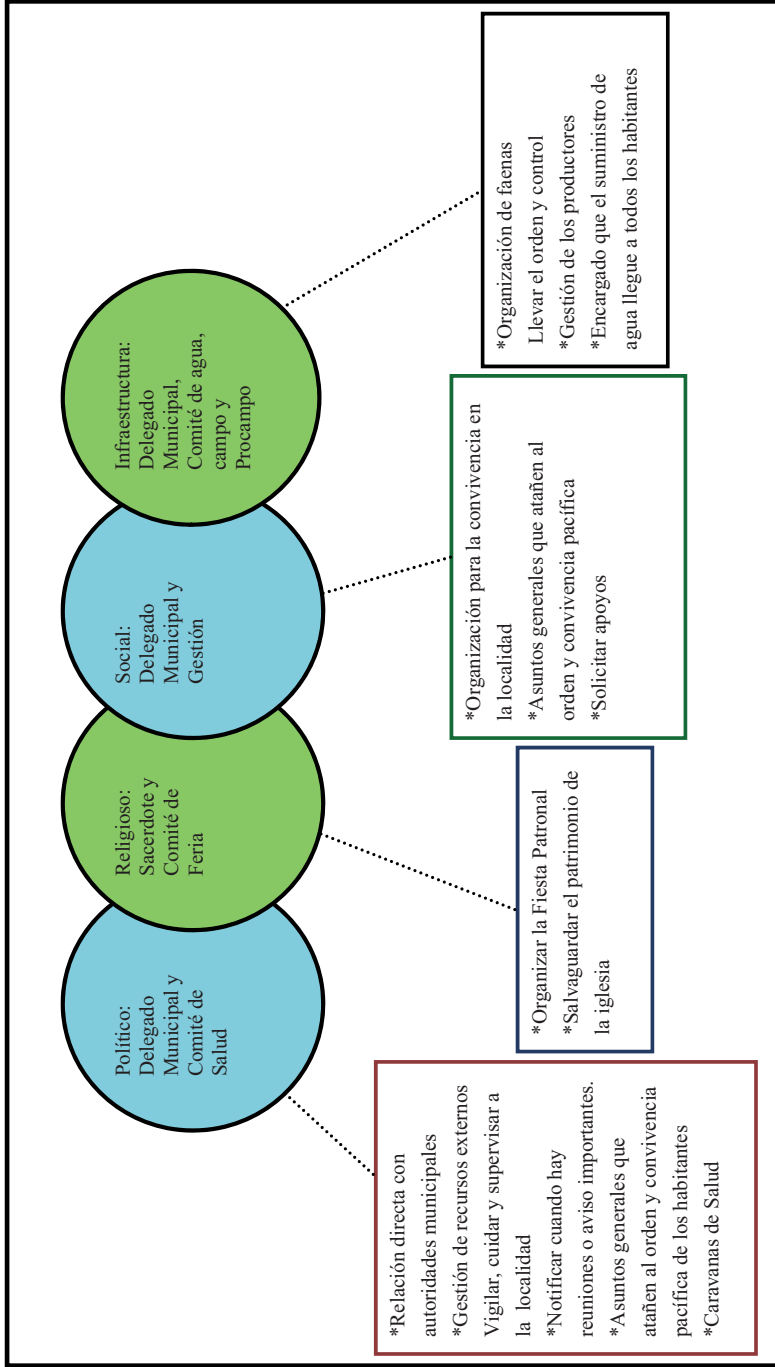 Político:
Delegado
Municipal y
Comité de
Salud
Religioso:
Sacerdote y
Comité de
Feria
Social:
Delegado
Municipal y
Gestión
Infraestructura:
Delegado
Municipal,
Comité de agua,
campo y
Procampo
*Relación directa con
autoridades municipales
*Gestión de recursos externos
Vigilar, cuidar y supervisar a
la localidad
*Notificar cuando hay
reuniones o aviso importantes.
*Asuntos generales que
atañen al orden y convivencia
pacífica de los habitantes
*Caravanas de Salud
*Organizar la Fiesta Patronal
*Salvaguardar el patrimonio de
la iglesia
*Organización para la convivencia en
la localidad
*Asuntos generales que atañen al
orden y convivencia pacífica
*Solicitar apoyos
*Organización de faenas
Llevar el orden y control
*Gestión de los productores
*Encargado que el suministro de
agua llegue a todos los habitantes